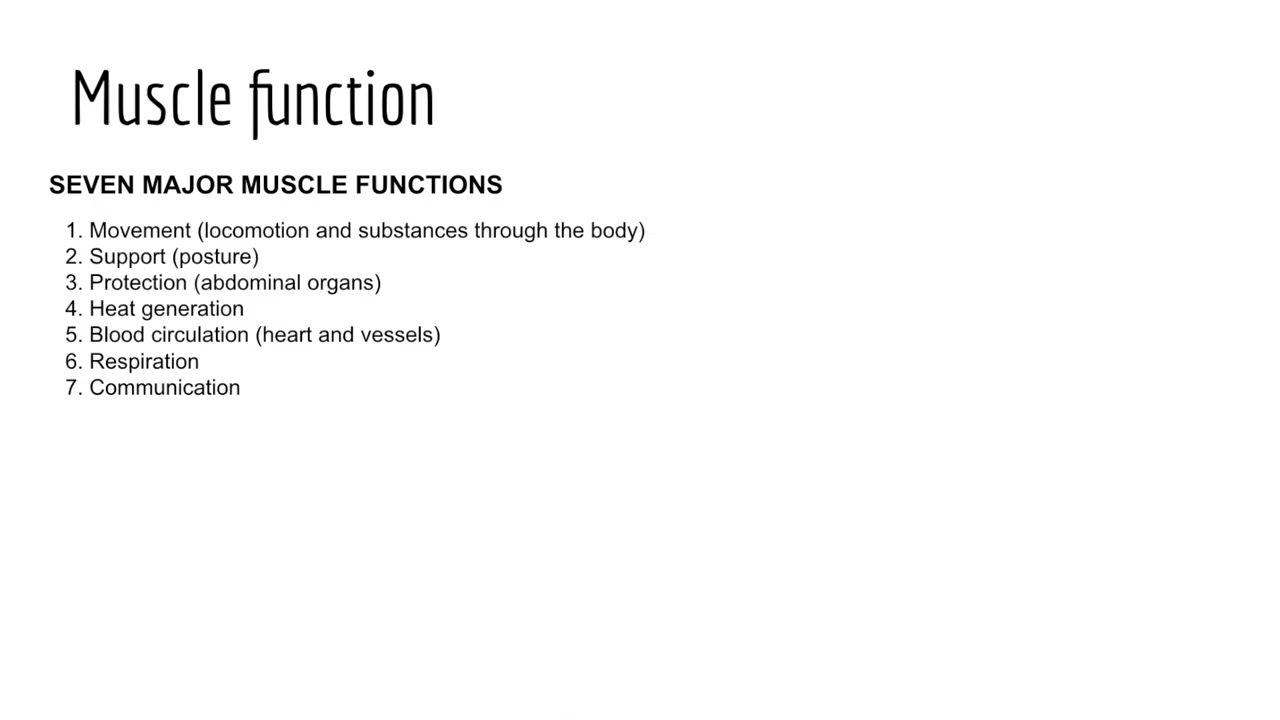 Muscle function
SEVEN MAJOR MUSCLE FUNCTIONS
1. Movement (locomotion and substances through the body)
2. Support (posture)
3. Protection (abdominal organs)
4. Heat generation
5. Blood circulation (heart and vessels)
6. Respiration
7. Communication